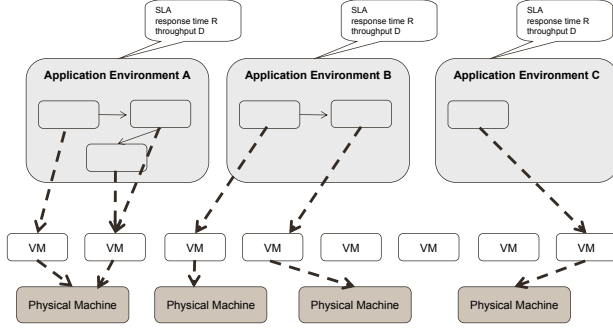 SLA
response time R
throughput D
SLA
response time R
throughput D
SLA
response time R
throughput D
Application Environment A
Application Environment B
Application Environment C
VM
VM
VM
VM
VM
VM
VM
Physical Machine
Physical Machine
Physical Machine
Physical Machine